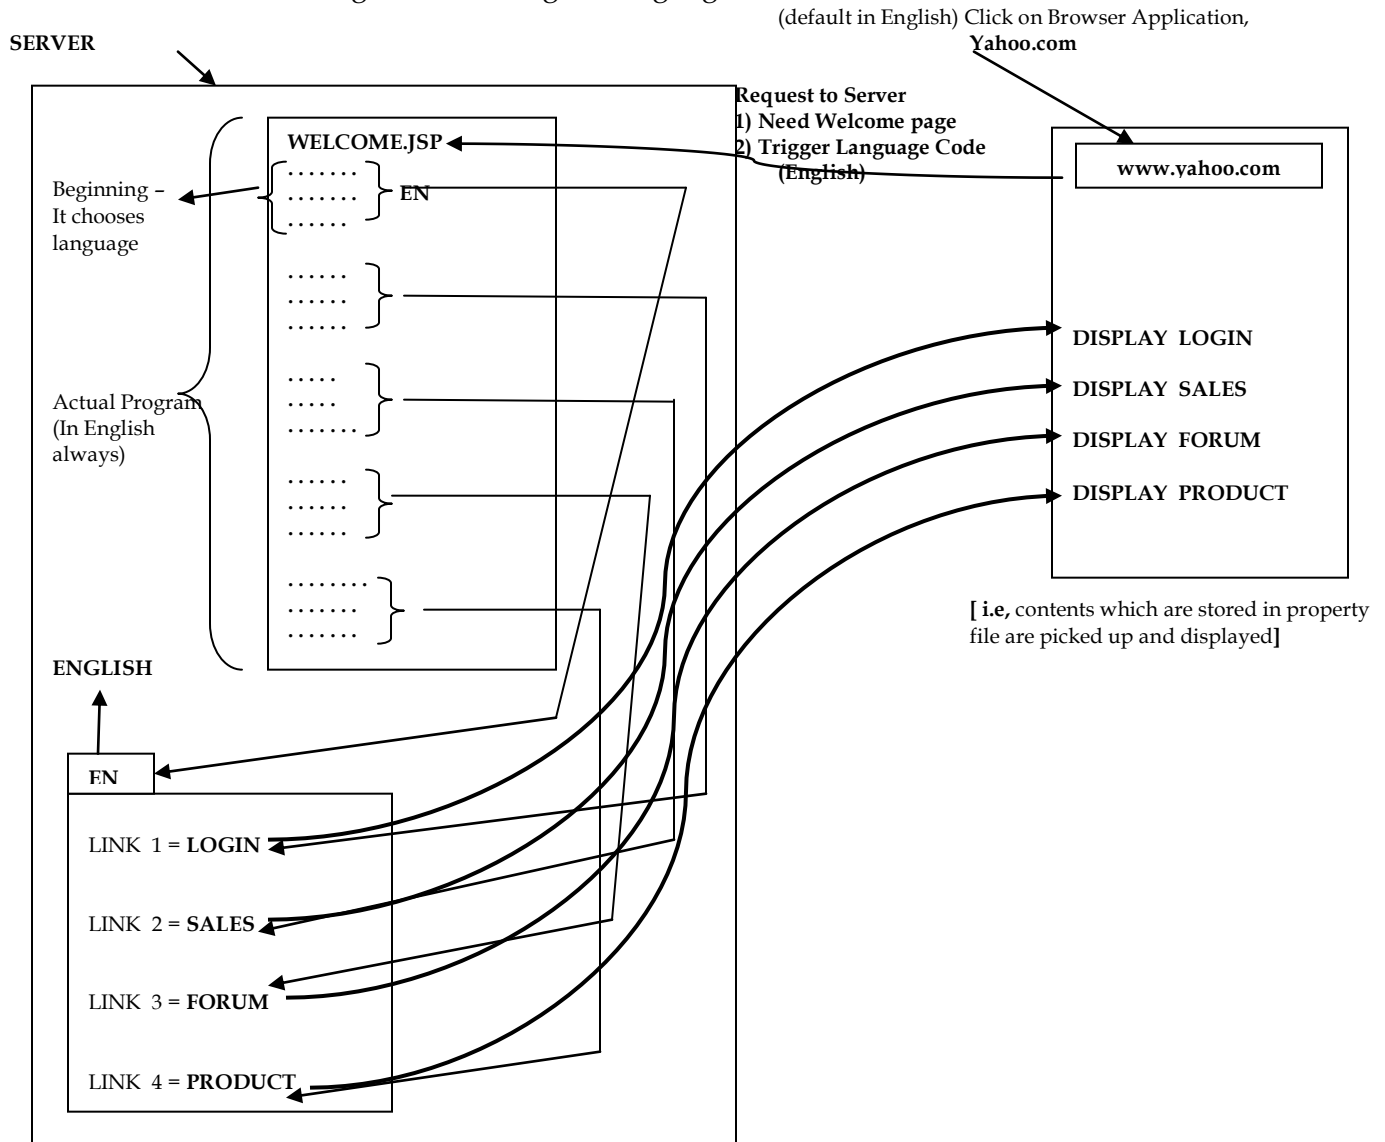 (default in English) Click on Browser Application,
Yahoo.com
SERVER
Request to Server
1) Need Welcome page
2) Trigger Language Code
(English)
WELCOME.JSP
. . . . . . .
. . . . . . .
. . . . . .
EN
Beginning –
It chooses
language
. . . . . .
. . . . . .
. . . . . .
. . . . .
. . . . .
. . . . . . .
Actual Program
(In English
always)
. . . . . .
. . . . . .
. . . . . .
. . . . . . . .
. . . . . . .
. . . . . . .
www.yahoo.com
DISPLAY LOGIN
DISPLAY SALES
DISPLAY FORUM
DISPLAY PRODUCT
[ i.e, contents which are stored in property
file are picked up and displayed]
ENGLISH
EN
LINK 1 = LOGIN
LINK 2 = SALES
LINK 3 = FORUM
LINK 4 = PRODUCT